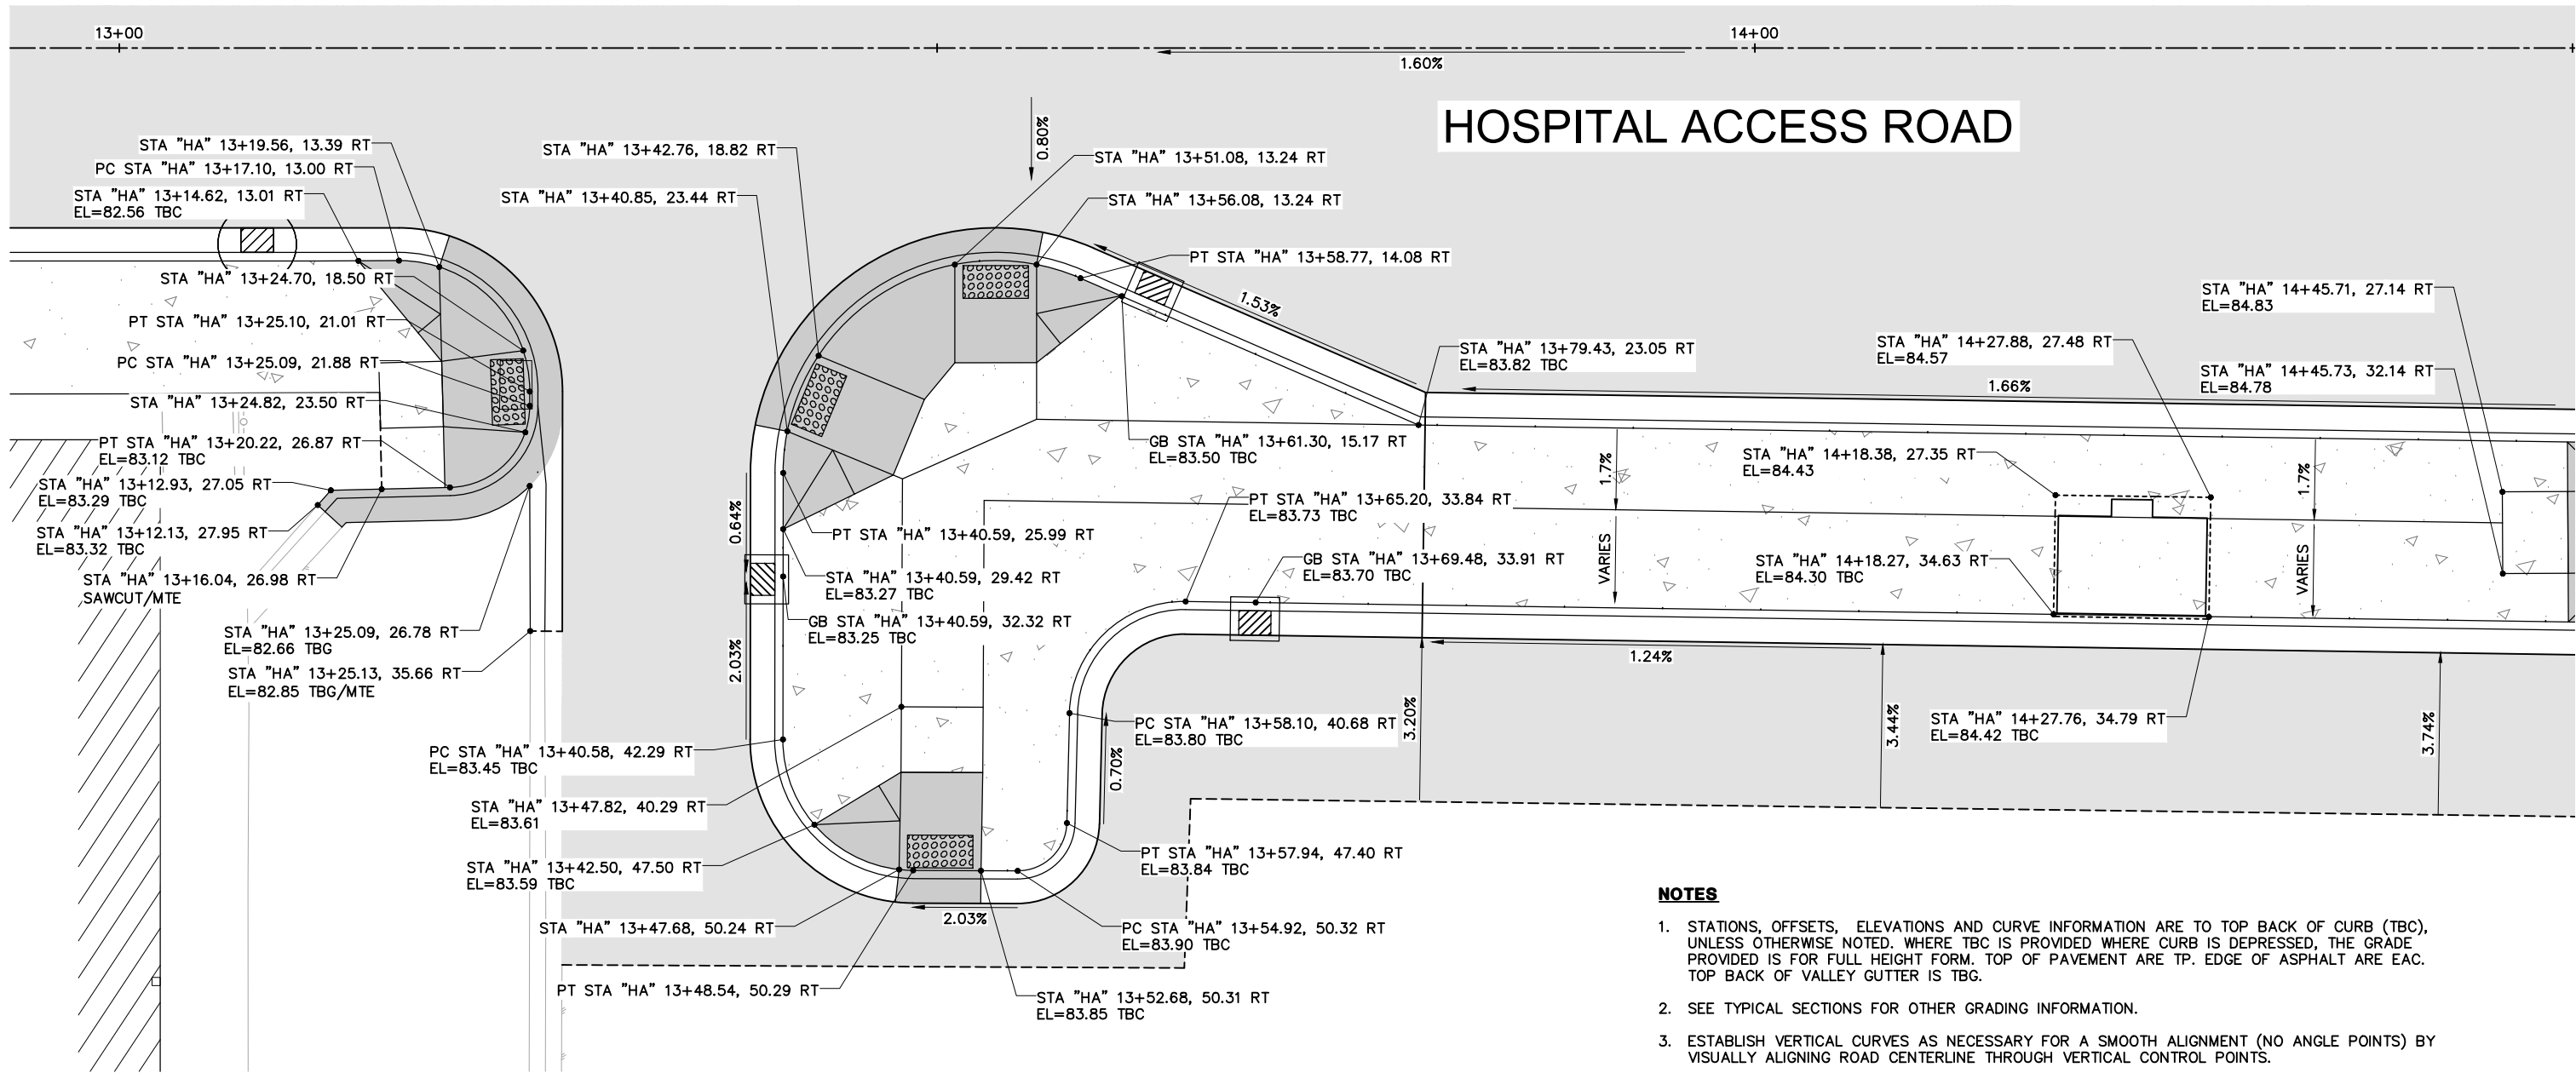 13+00
14+00
1.60%
HOSPITAL ACCESS ROAD
0.80%
STA "HA" 13+19.56, 13.39 RT
PC STA "HA" 13+17.10, 13.00 RT
STA "HA" 13+14.62, 13.01 RT
EL=82.56 TBC
STA "HA" 13+24.70, 18.50 RT
PT STA "HA" 13+25.10, 21.01 RT
PC STA "HA" 13+25.09, 21.88 RT
STA "HA" 13+24.82, 23.50 RT
PT STA "HA" 13+20.22, 26.87 RT
EL=83.12 TBC
STA "HA" 13+12.93, 27.05 RT
EL=83.29 TBC
STA "HA" 13+12.13, 27.95 RT
EL=83.32 TBC
STA "HA" 13+16.04, 26.98 RT
SAWCUT/MTE
STA "HA" 13+25.09, 26.78 RT
EL=82.66 TBG
STA "HA" 13+25.13, 35.66 RT
EL=82.85 TBG/MTE
STA "HA" 13+42.76, 18.82 RT
STA "HA" 13+40.85, 23.44 RT
STA "HA" 13+51.08, 13.24 RT
STA "HA" 13+56.08, 13.24 RT
PT STA "HA" 13+58.77, 14.08 RT
1.53%
STA "HA" 13+79.43, 23.05 RT
EL=83.82 TBC
GB STA "HA" 13+61.30, 15.17 RT
EL=83.50 TBC
PT STA "HA" 13+65.20, 33.84 RT
EL=83.73 TBC
GB STA "HA" 13+69.48, 33.91 RT
EL=83.70 TBC
PT STA "HA" 13+40.59, 25.99 RT
STA "HA" 13+40.59, 29.42 RT
EL=83.27 TBC
GB STA "HA" 13+40.59, 32.32 RT
EL=83.25 TBC
0.64%
2.03%
PC STA "HA" 13+40.58, 42.29 RT
EL=83.45 TBC
STA "HA" 13+47.82, 40.29 RT
EL=83.61
STA "HA" 13+42.50, 47.50 RT
EL=83.59 TBC
STA "HA" 13+47.68, 50.24 RT
PT STA "HA" 13+48.54, 50.29 RT
2.03%
STA "HA" 13+52.68, 50.31 RT
EL=83.85 TBC
PC STA "HA" 13+54.92, 50.32 RT
EL=83.90 TBC
PT STA "HA" 13+57.94, 47.40 RT
EL=83.84 TBC
PC STA "HA" 13+58.10, 40.68 RT
EL=83.80 TBC
0.70%
3.20%
1.24%
3.44%
3.74%
1.66%
1.7%
VARIES
1.7%
VARIES
STA "HA" 14+45.71, 27.14 RT
EL=84.83
STA "HA" 14+27.88, 27.48 RT
EL=84.57
STA "HA" 14+45.73, 32.14 RT
EL=84.78
STA "HA" 14+18.38, 27.35 RT
EL=84.43
STA "HA" 14+18.27, 34.63 RT
EL=84.30 TBC
STA "HA" 14+27.76, 34.79 RT
EL=84.42 TBC
NOTES
1. STATIONS, OFFSETS, ELEVATIONS AND CURVE INFORMATION ARE TO TOP BACK OF CURB (TBC),
UNLESS OTHERWISE NOTED. WHERE TBC IS PROVIDED WHERE CURB IS DEPRESSED, THE GRADE
PROVIDED IS FOR FULL HEIGHT FORM. TOP OF PAVEMENT ARE TP. EDGE OF ASPHALT ARE EAC.
TOP BACK OF VALLEY GUTTER IS TBG.
2. SEE TYPICAL SECTIONS FOR OTHER GRADING INFORMATION.
3. ESTABLISH VERTICAL CURVES AS NECESSARY FOR A SMOOTH ALIGNMENT (NO ANGLE POINTS) BY
VISUALLY ALIGNING ROAD CENTERLINE THROUGH VERTICAL CONTROL POINTS.